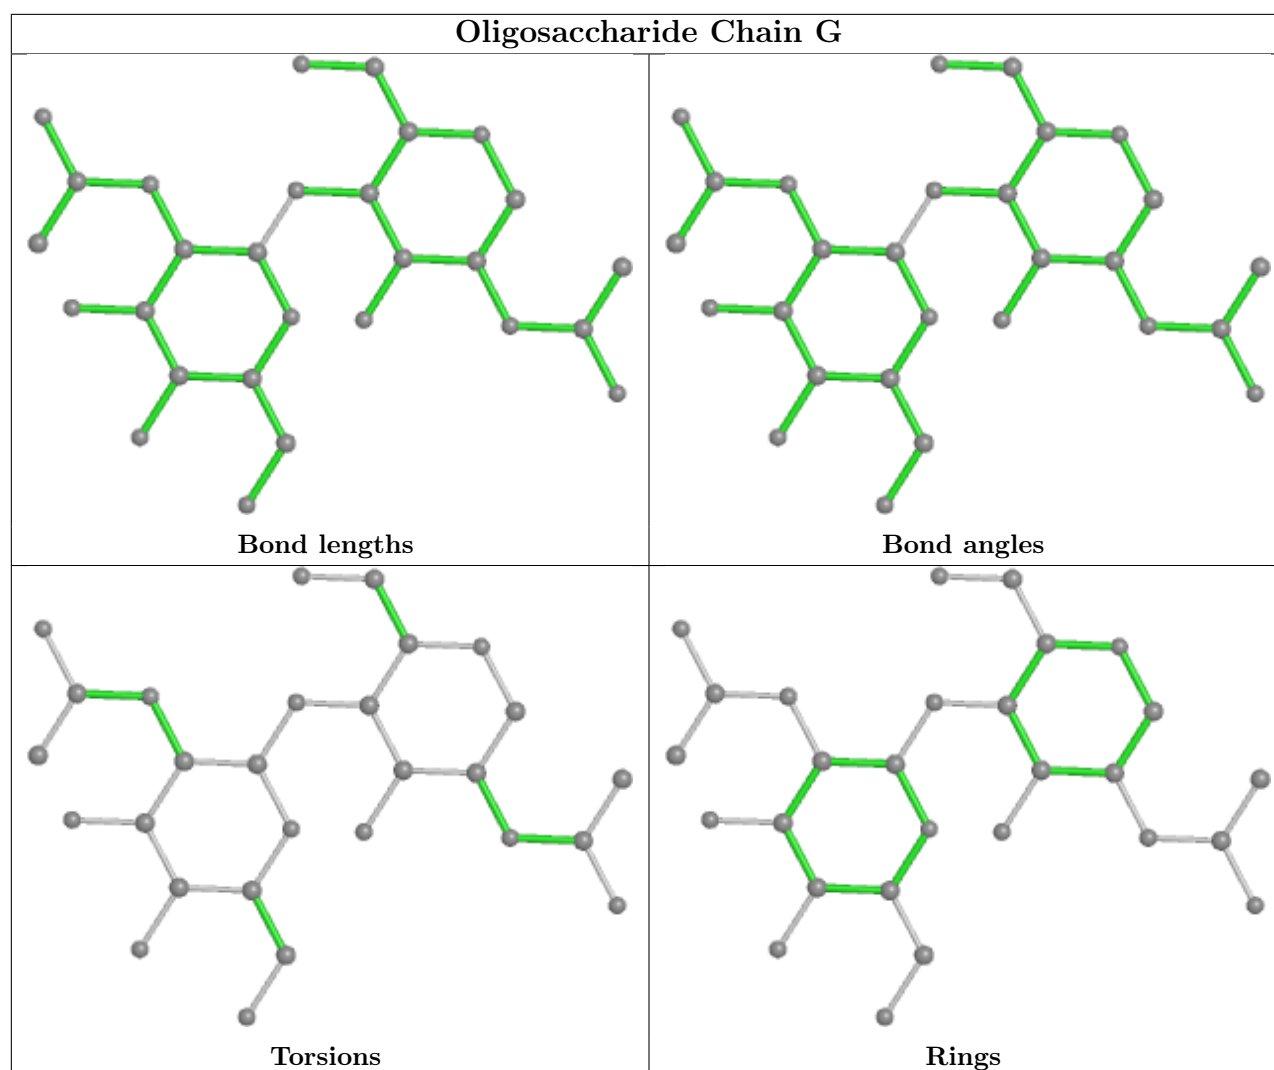 Oligosaccharide Chain G
Bond lengths
Bond angles
Torsions
Rings